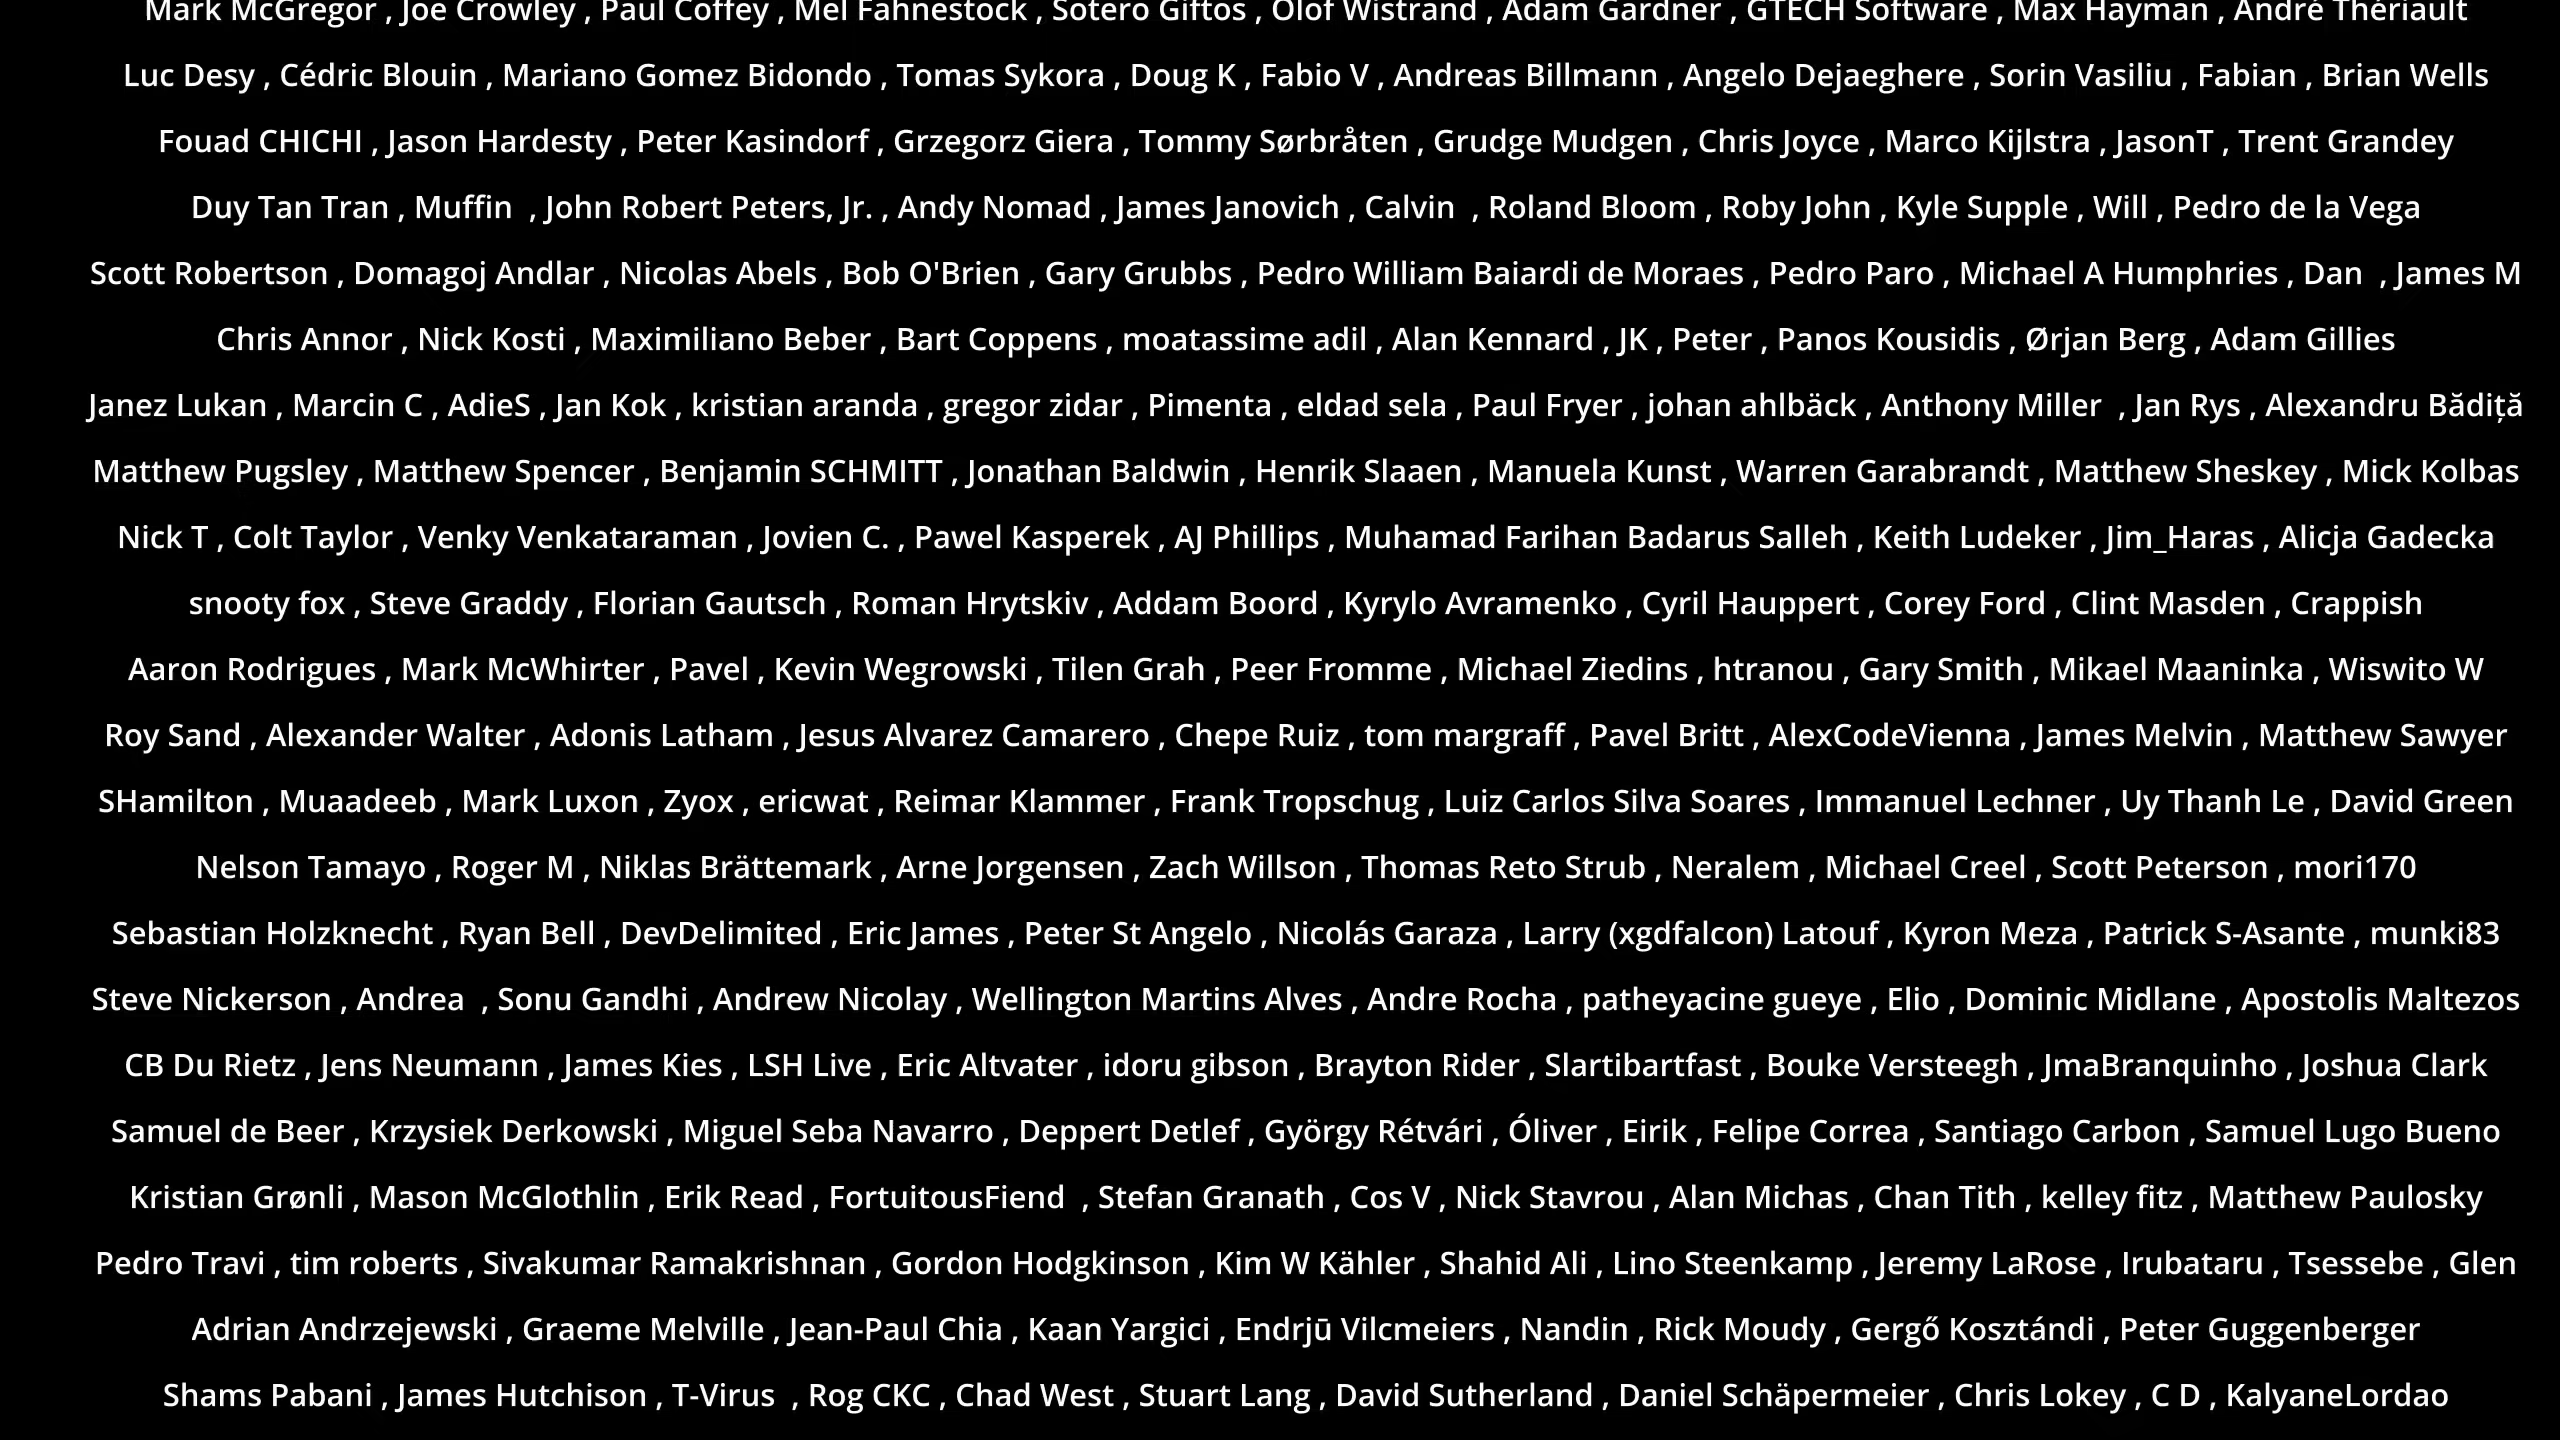 Mark McGregor , Joe Crowley , Paul Coffey , Mel Fahnestock , Sotero Giftos , Olof Wistrand , Adam Gardner , GTECH Software , Max Hayman , André Thériault
Luc Desy , Cédric Blouin , Mariano Gomez Bidondo , Tomas Sykora , Doug K , Fabio V , Andreas Billmann , Angelo Dejaeghere , Sorin Vasiliu , Fabian , Brian Wells
Fouad CHICHI , Jason Hardesty , Peter Kasindorf , Grzegorz Giera , Tommy Sørbråten , Grudge Mudgen , Chris Joyce , Marco Kijlstra , JasonT , Trent Grandey
Duy Tan Tran , Muffin  , John Robert Peters, Jr. , Andy Nomad , James Janovich , Calvin  , Roland Bloom , Roby John , Kyle Supple , Will , Pedro de la Vega
Scott Robertson , Domagoj Andlar , Nicolas Abels , Bob O'Brien , Gary Grubbs , Pedro William Baiardi de Moraes , Pedro Paro , Michael A Humphries , Dan  , James M
Chris Annor , Nick Kosti , Maximiliano Beber , Bart Coppens , moatassime adil , Alan Kennard , JK , Peter , Panos Kousidis , Ørjan Berg , Adam Gillies
Janez Lukan , Marcin C , AdieS , Jan Kok , kristian aranda , gregor zidar , Pimenta , eldad sela , Paul Fryer , johan ahlbäck , Anthony Miller  , Jan Rys , Alexandru Bădiță
Matthew Pugsley , Matthew Spencer , Benjamin SCHMITT , Jonathan Baldwin , Henrik Slaaen , Manuela Kunst , Warren Garabrandt , Matthew Sheskey , Mick Kolbas
Nick T , Colt Taylor , Venky Venkataraman , Jovien C. , Pawel Kasperek , AJ Phillips , Muhamad Farihan Badarus Salleh , Keith Ludeker , Jim_Haras , Alicja Gadecka
snooty fox , Steve Graddy , Florian Gautsch , Roman Hrytskiv , Addam Boord , Kyrylo Avramenko , Cyril Hauppert , Corey Ford , Clint Masden , Crappish
Aaron Rodrigues , Mark McWhirter , Pavel , Kevin Wegrowski , Tilen Grah , Peer Fromme , Michael Ziedins , htranou , Gary Smith , Mikael Maaninka , Wiswito W
Roy Sand , Alexander Walter , Adonis Latham , Jesus Alvarez Camarero , Chepe Ruiz , tom margraff , Pavel Britt , AlexCodeVienna , James Melvin , Matthew Sawyer
SHamilton , Muaadeeb , Mark Luxon , Zyox , ericwat , Reimar Klammer , Frank Tropschug , Luiz Carlos Silva Soares , Immanuel Lechner , Uy Thanh Le , David Green
Nelson Tamayo , Roger M , Niklas Brättemark , Arne Jorgensen , Zach Willson , Thomas Reto Strub , Neralem , Michael Creel , Scott Peterson , mori170
Sebastian Holzknecht , Ryan Bell , DevDelimited , Eric James , Peter St Angelo , Nicolás Garaza , Larry (xgdfalcon) Latouf , Kyron Meza , Patrick S-Asante , munki83
Steve Nickerson , Andrea  , Sonu Gandhi , Andrew Nicolay , Wellington Martins Alves , Andre Rocha , patheyacine gueye , Elio , Dominic Midlane , Apostolis Maltezos
CB Du Rietz , Jens Neumann , James Kies , LSH Live , Eric Altvater , idoru gibson , Brayton Rider , Slartibartfast , Bouke Versteegh , JmaBranquinho , Joshua Clark
Samuel de Beer , Krzysiek Derkowski , Miguel Seba Navarro , Deppert Detlef , György Rétvári , Óliver , Eirik , Felipe Correa , Santiago Carbon , Samuel Lugo Bueno
Kristian Grønli , Mason McGlothlin , Erik Read , FortuitousFiend  , Stefan Granath , Cos V , Nick Stavrou , Alan Michas , Chan Tith , kelley fitz , Matthew Paulosky
Pedro Travi , tim roberts , Sivakumar Ramakrishnan , Gordon Hodgkinson , Kim W Kähler , Shahid Ali , Lino Steenkamp , Jeremy LaRose , Irubataru , Tsessebe , Glen
Adrian Andrzejewski , Graeme Melville , Jean-Paul Chia , Kaan Yargici , Endrjū Vilcmeiers , Nandin , Rick Moudy , Gergő Kosztándi , Peter Guggenberger
Shams Pabani , James Hutchison , T-Virus  , Rog CKC , Chad West , Stuart Lang , David Sutherland , Daniel Schäpermeier , Chris Lokey , C D , KalyaneLordao